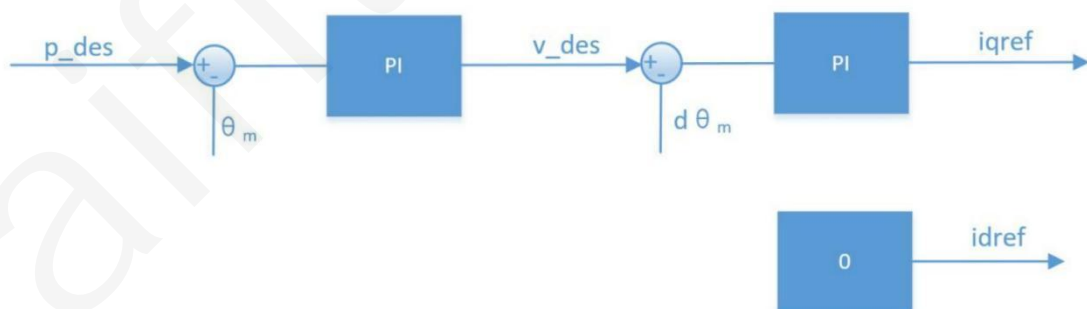 p_des
+
-
θ m
PI
v_des
+
-
d θ m
PI
iqref
0
idref